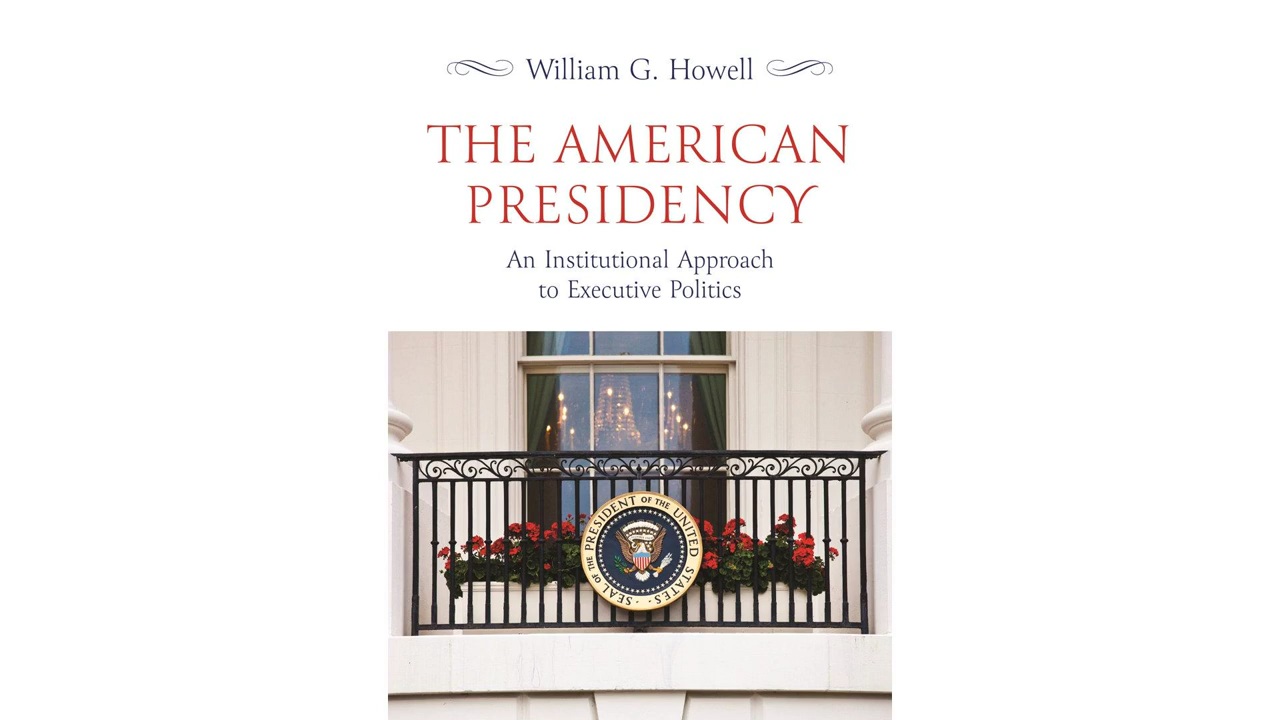 William G. Howell
THE AMERICAN
PRESIDENCY
An Institutional Approach
to Executive Politics
SEAL OF THE PRESIDENT OF THE UNITED STATES